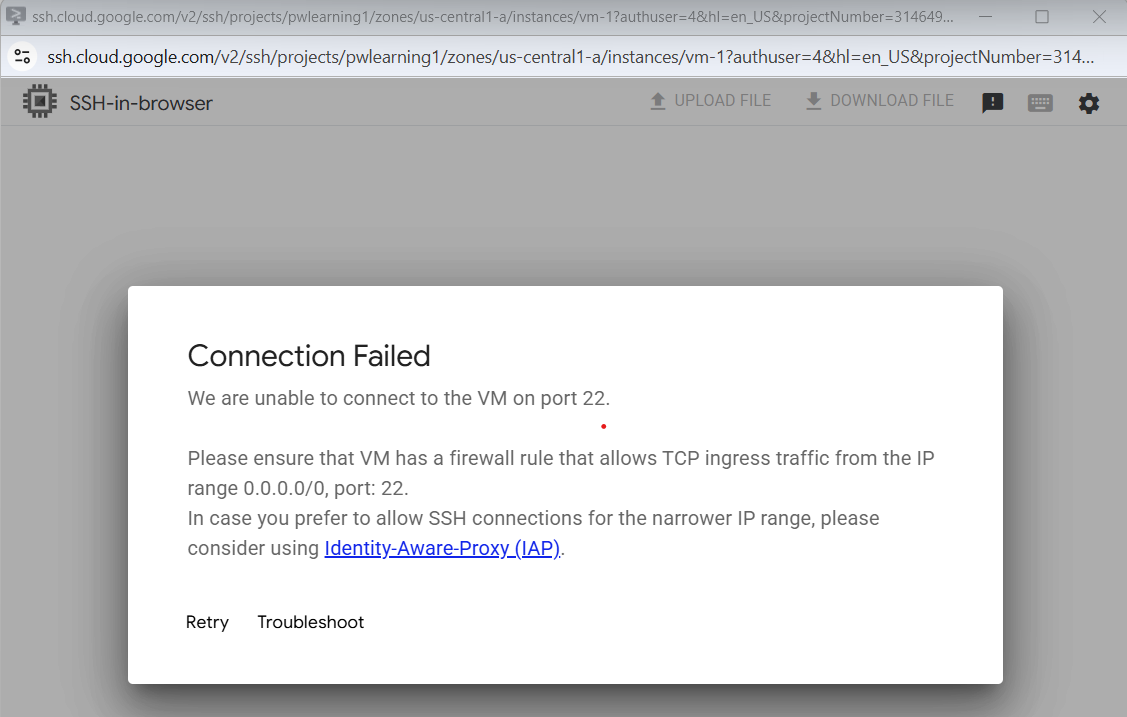 ssh.cloud.google.com/v2/ssh/projects/pwlearning1/zones/us-central1-a/instances/vm-1?authuser=4&hl=en_US&projectNumber=314649...
ssh.cloud.google.com/v2/ssh/projects/pwlearning1/zones/us-central1-a/instances/vm-1?authuser=4&hl=en_US&projectNumber=314...
SSH-in-browser
UPLOAD FILE
DOWNLOAD FILE
Connection Failed
We are unable to connect to the VM on port 22.
Please ensure that VM has a firewall rule that allows TCP ingress traffic from the IP
range 0.0.0.0/0, port: 22.
In case you prefer to allow SSH connections for the narrower IP range, please
consider using Identity-Aware-Proxy (IAP).
Retry
Troubleshoot